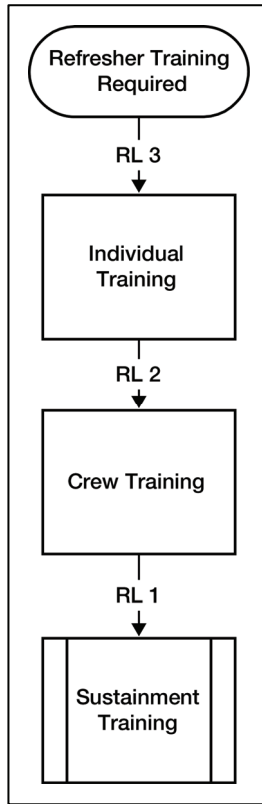 Refresher Training
Required
RL 3
Individual
Training
RL 2
Crew Training
RL 1
Sustainment
Training